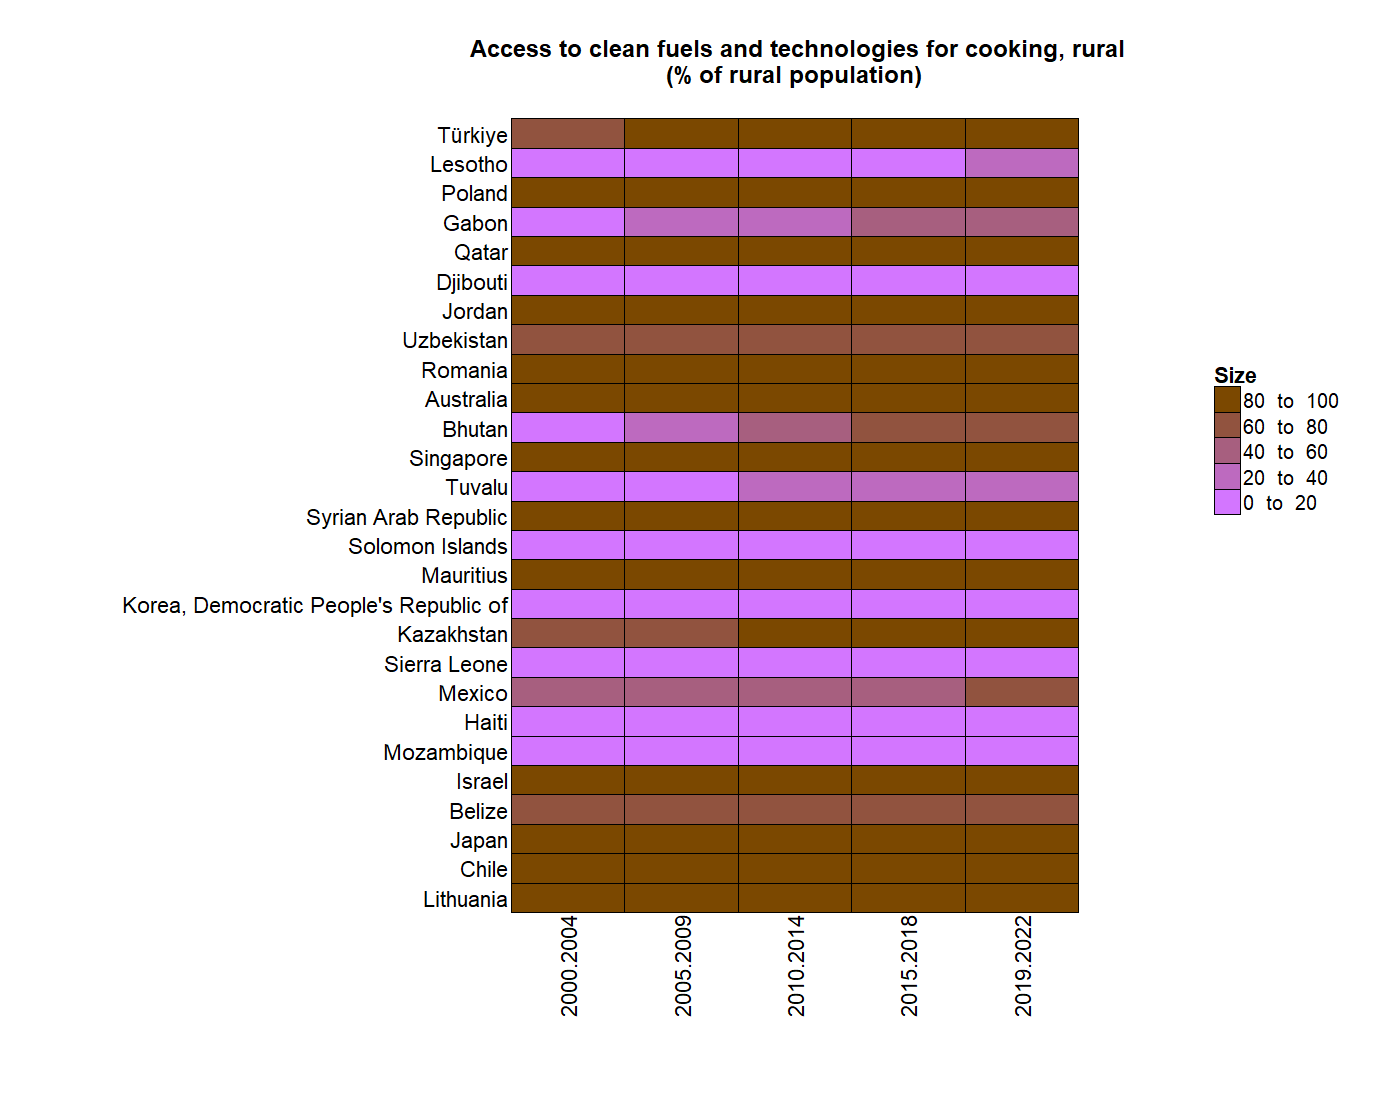 Access to clean fuels and technologies for cooking, rural
(% of rural population)
Türkiye
Lesotho
Poland
Gabon
Qatar
Djibouti
Jordan
Uzbekistan
Romania
Australia
Bhutan
Singapore
Tuvalu
Syrian Arab Republic
Solomon Islands
Mauritius
Korea, Democratic People's Republic of
Kazakhstan
Sierra Leone
Mexico
Haiti
Mozambique
Israel
Belize
Japan
Chile
Lithuania
2000.2004
2005.2009
2010.2014
2015.2018
2019.2022
Size
80 to 100
60 to 80
40 to 60
20 to 40
0 to 20